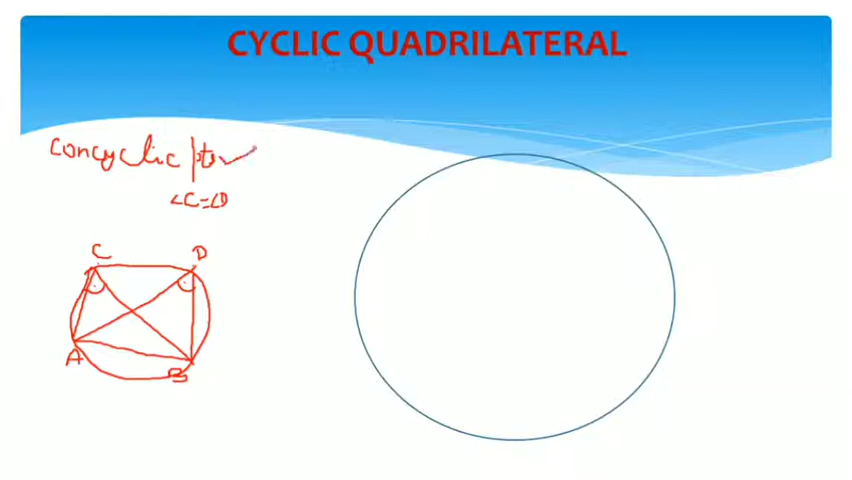 CYCLIC QUADRILATERAL
concyclic pts
∠C=∠D
C D
A B